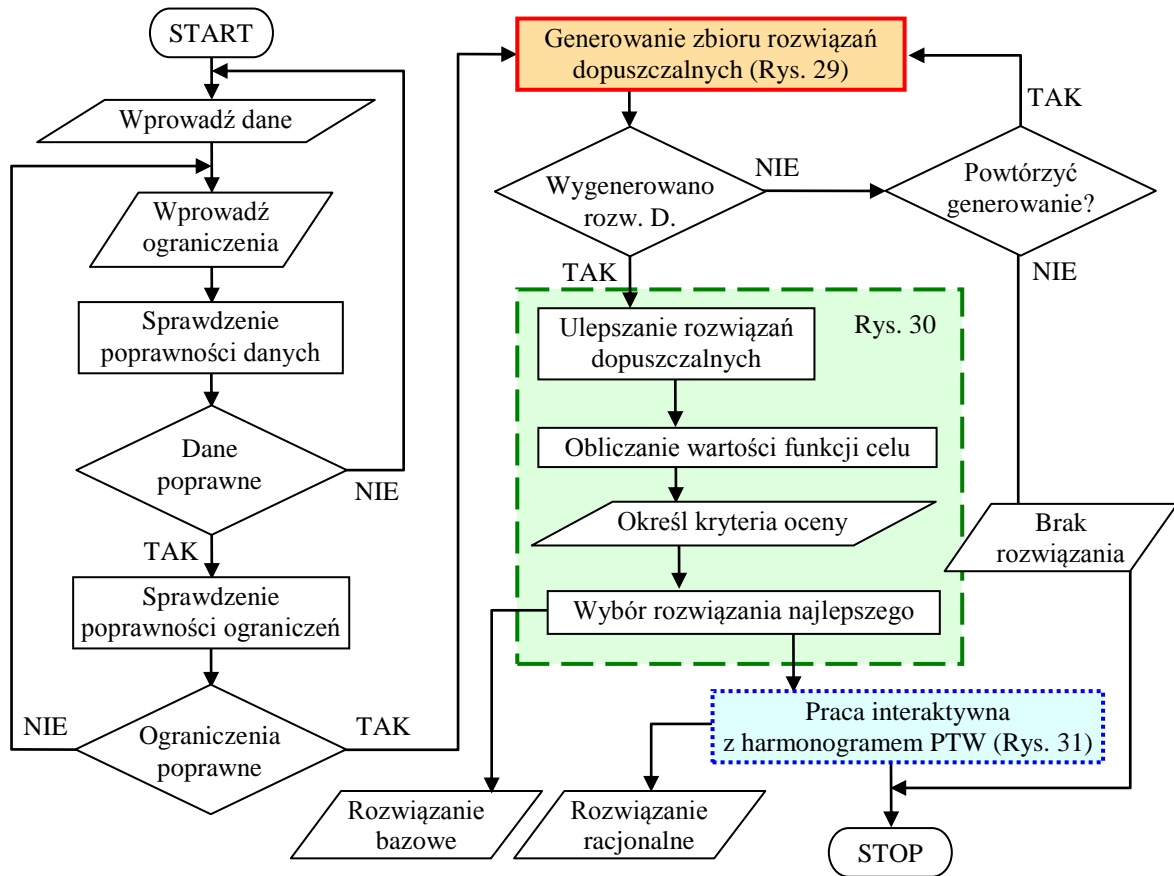 START
Wprowadź dane
Wprowadź
ograniczenia
Sprawdzenie
poprawności danych
Dane
poprawne
NIE
TAK
Sprawdzenie
poprawności ograniczeń
NIE
Ograniczenia
poprawne
TAK
Generowanie zbioru rozwiązań
dopuszczalnych (Rys. 29)
TAK
Wygenerowano
rozw. D.
NIE
Powtórzyć
generowanie?
TAK
NIE
Rys. 30
Ulepszanie rozwiązań
dopuszczalnych
Obliczanie wartości funkcji celu
Określ kryteria oceny
Brak
rozwiązania
Wybór rozwiązania najlepszego
Praca interaktywna
z harmonogramem PTW (Rys. 31)
Rozwiązanie
bazowe
Rozwiązanie
racjonalne
STOP